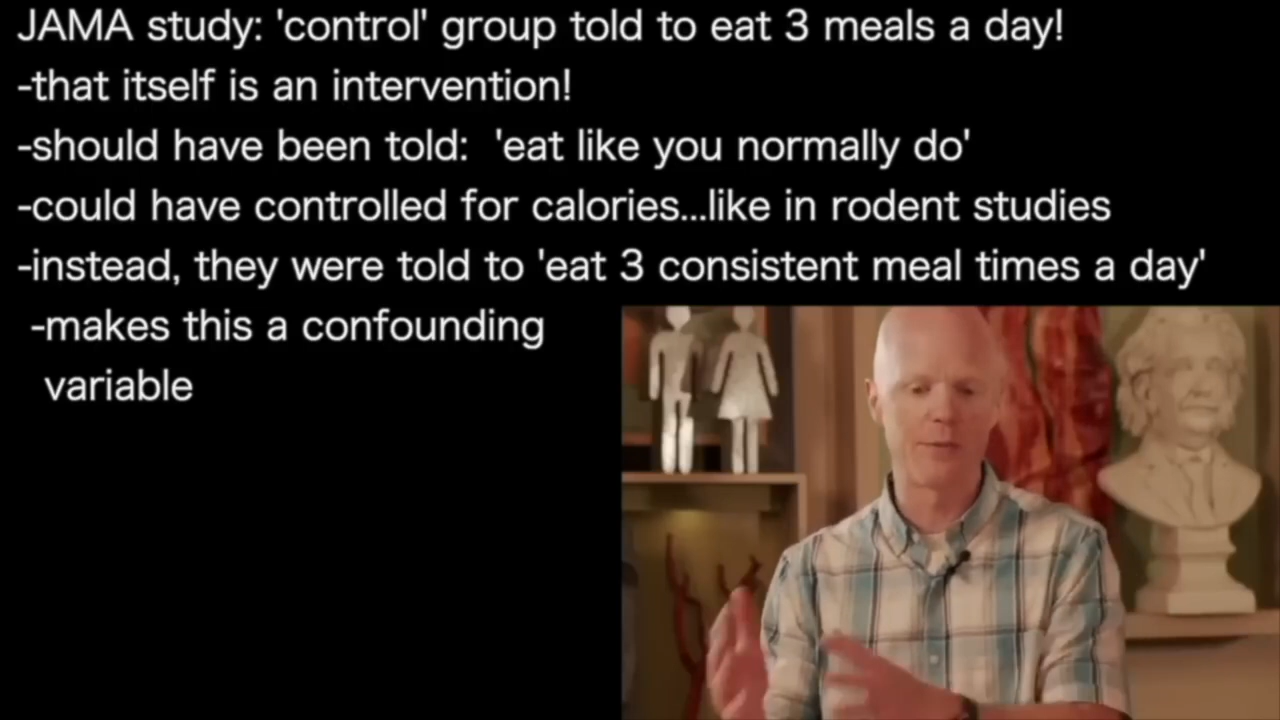 JAMA study: 'control' group told to eat 3 meals a day!
-that itself is an intervention!
-should have been told:  'eat like you normally do'
-could have controlled for calories...like in rodent studies
-instead, they were told to 'eat 3 consistent meal times a day'
-makes this a confounding
variable